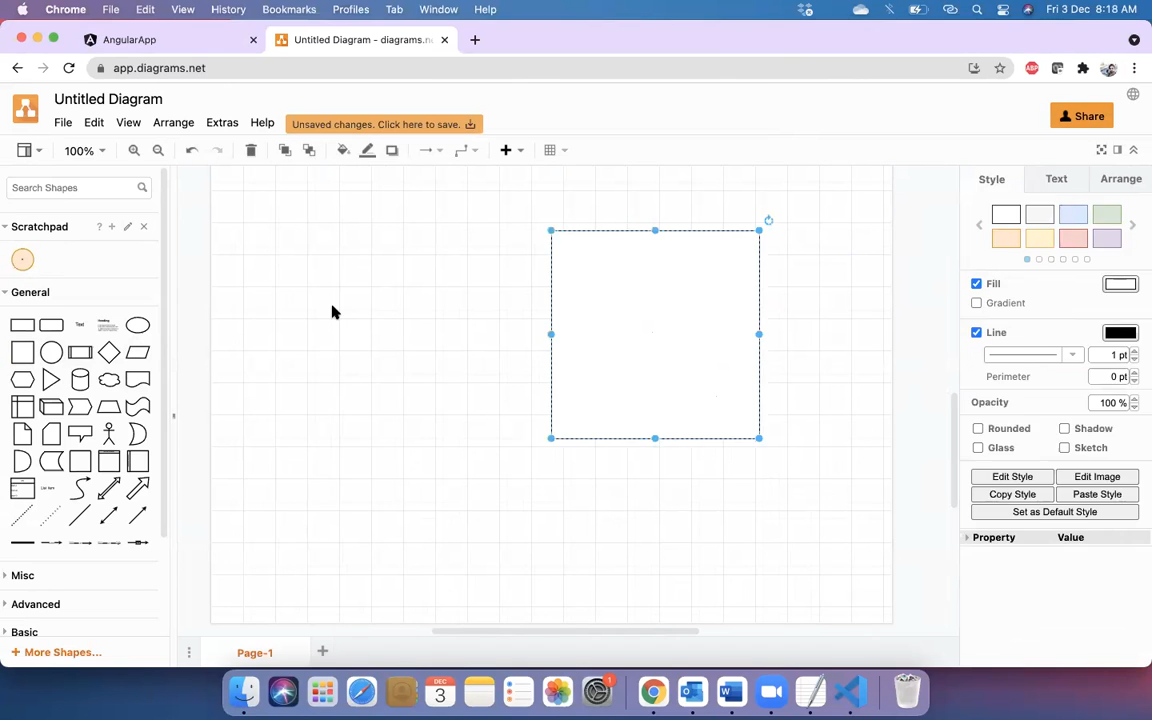 Chrome File Edit View History Bookmarks Profiles Tab Window Help Fri 3 Dec 8:18 AM
AngularApp Untitled Diagram - diagrams.ne
app.diagrams.net ABP
Untitled Diagram
File Edit View Arrange Extras Help Unsaved changes. Click here to save. Share
100%
Search Shapes
Scratchpad ?
General
Text
Misc
Advanced
Basic
More Shapes...
Style Text Arrange
Fill
Gradient
Line
1 pt
Perimeter 0 pt
Opacity 100 %
Rounded Shadow
Glass Sketch
Edit Style Edit Image
Copy Style Paste Style
Set as Default Style
Property Value
Page-1
DEC
3
1